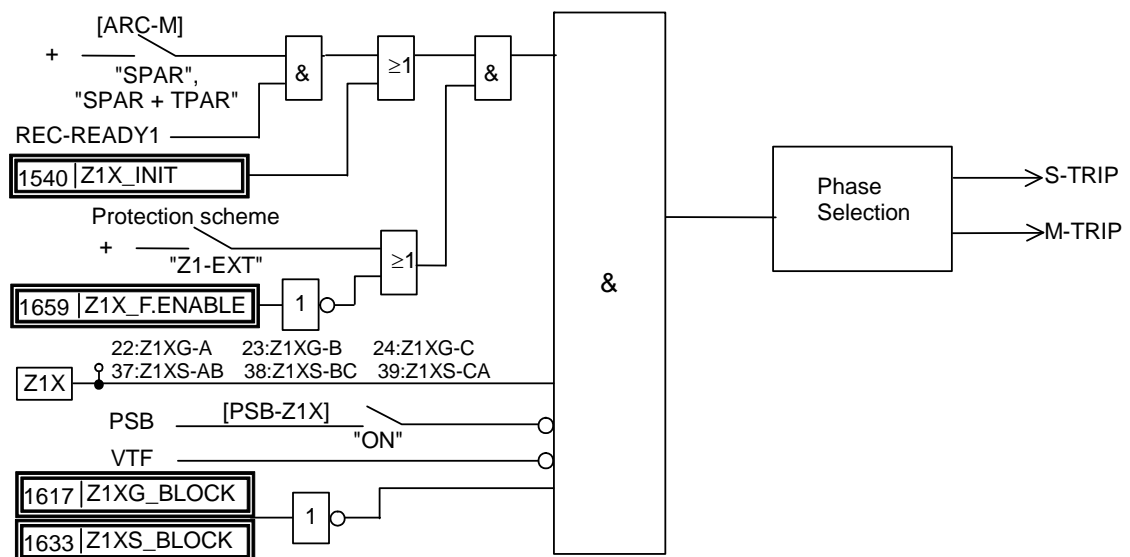 [ARC-M]
+
"SPAR",
"SPAR + TPAR"
&
≥1
&
REC-READY1
1540 Z1X_INIT
Protection scheme
+
"Z1-EXT"
≥1
1659 Z1X_F.ENABLE
1
&
Phase
Selection
S-TRIP
M-TRIP
22:Z1XG-A 23:Z1XG-B 24:Z1XG-C
Z1X
37:Z1XS-AB 38:Z1XS-BC 39:Z1XS-CA
PSB
[PSB-Z1X]
"ON"
VTF
1617 Z1XG_BLOCK
1
1633 Z1XS_BLOCK